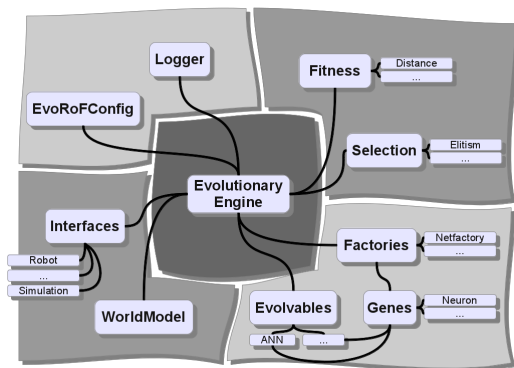 Logger
EvoRoFConfig
Fitness
Distance
...
Selection
Elitism
...
Evolutionary
Engine
Interfaces
Robot
...
Simulation
WorldModel
Factories
Netfactory
...
Evolvables
ANN
...
Genes
Neuron
...